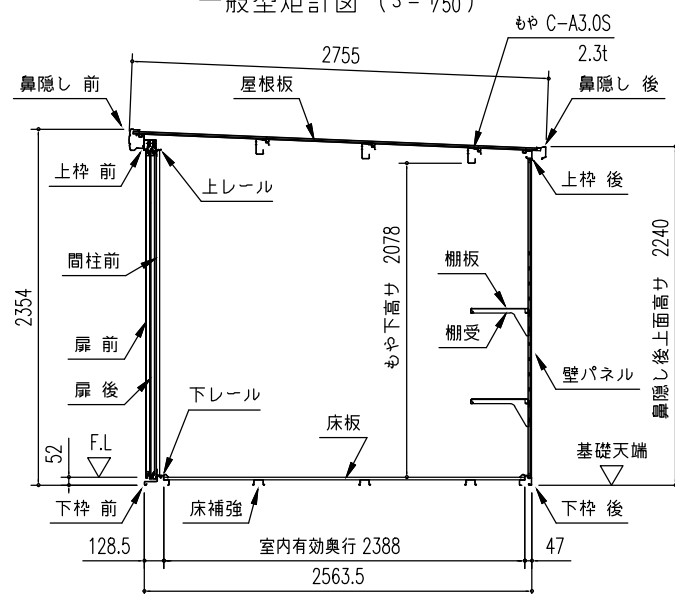 一般型矩計図 (S=1/50)
もや C-A3.0S
2.3t
2755
鼻隠し 前
屋根板
鼻隠し 後
上枠 前
上レール
上枠 後
間柱前
もや下高サ 2078
棚板
棚受
2354
鼻隠し後上面高サ 2240
扉 前
扉 後
下レール
壁パネル
床板
F.L
52
基礎天端
下枠 前
床補強
下枠 後
128.5
室内有効奥行 2388
47
2563.5